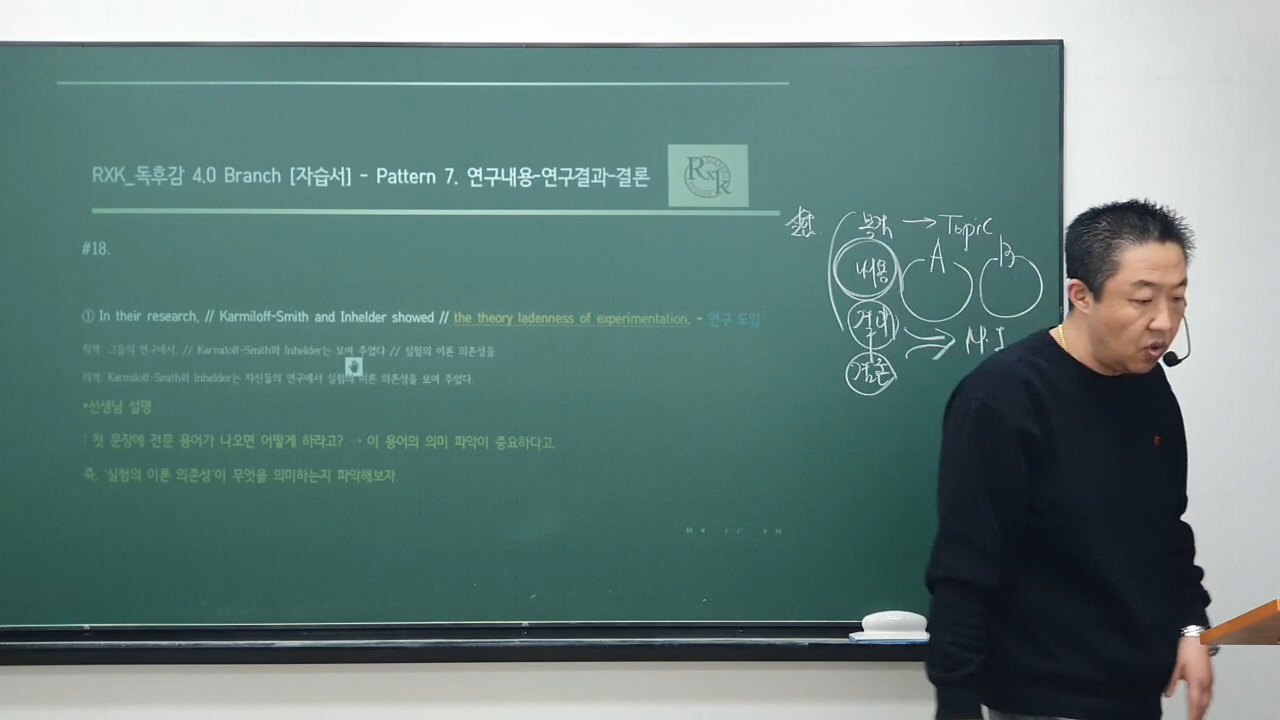 RXK_독후감 4.0 Branch [자습서] - Pattern 7. 연구내용-연구결과-결론
RxK
#18.
① In their research, // Karmiloff-Smith and Inhelder showed // the theory ladenness of experimentation. - 연구 도입
직역: 그들의 연구에서. // Karmiloff-Smith와 Inhelder는 보여 주었다 // 실험의 이론 의존성을
의역: Karmiloff-Smith와 Inhelder는 자신들의 연구에서 실험의 이론 의존성을 보여 주었다.
*선생님 설명
: 첫 문장에 전문 용어가 나오면 어떻게 하라고? → 이 용어의 의미 파악이 중요하다고.
즉, '실험의 이론 의존성'이 무엇을 의미하는지 파악해보자.
목적 → Topic
내용 A B
결과 → M.I
결론